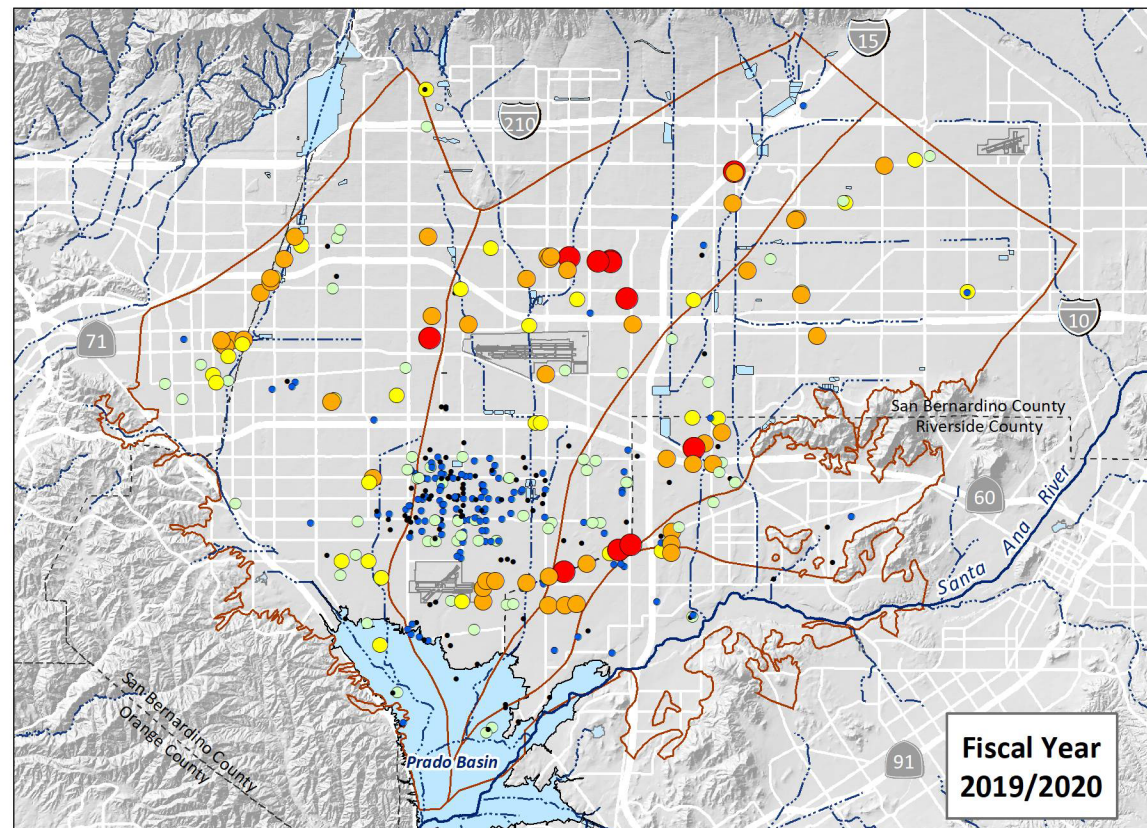 15
210
71
10
San Bernardino County
Riverside County
60
Santa Ana River
San Bernardino County
Orange County
Prado Basin
91
Fiscal Year
2019/2020